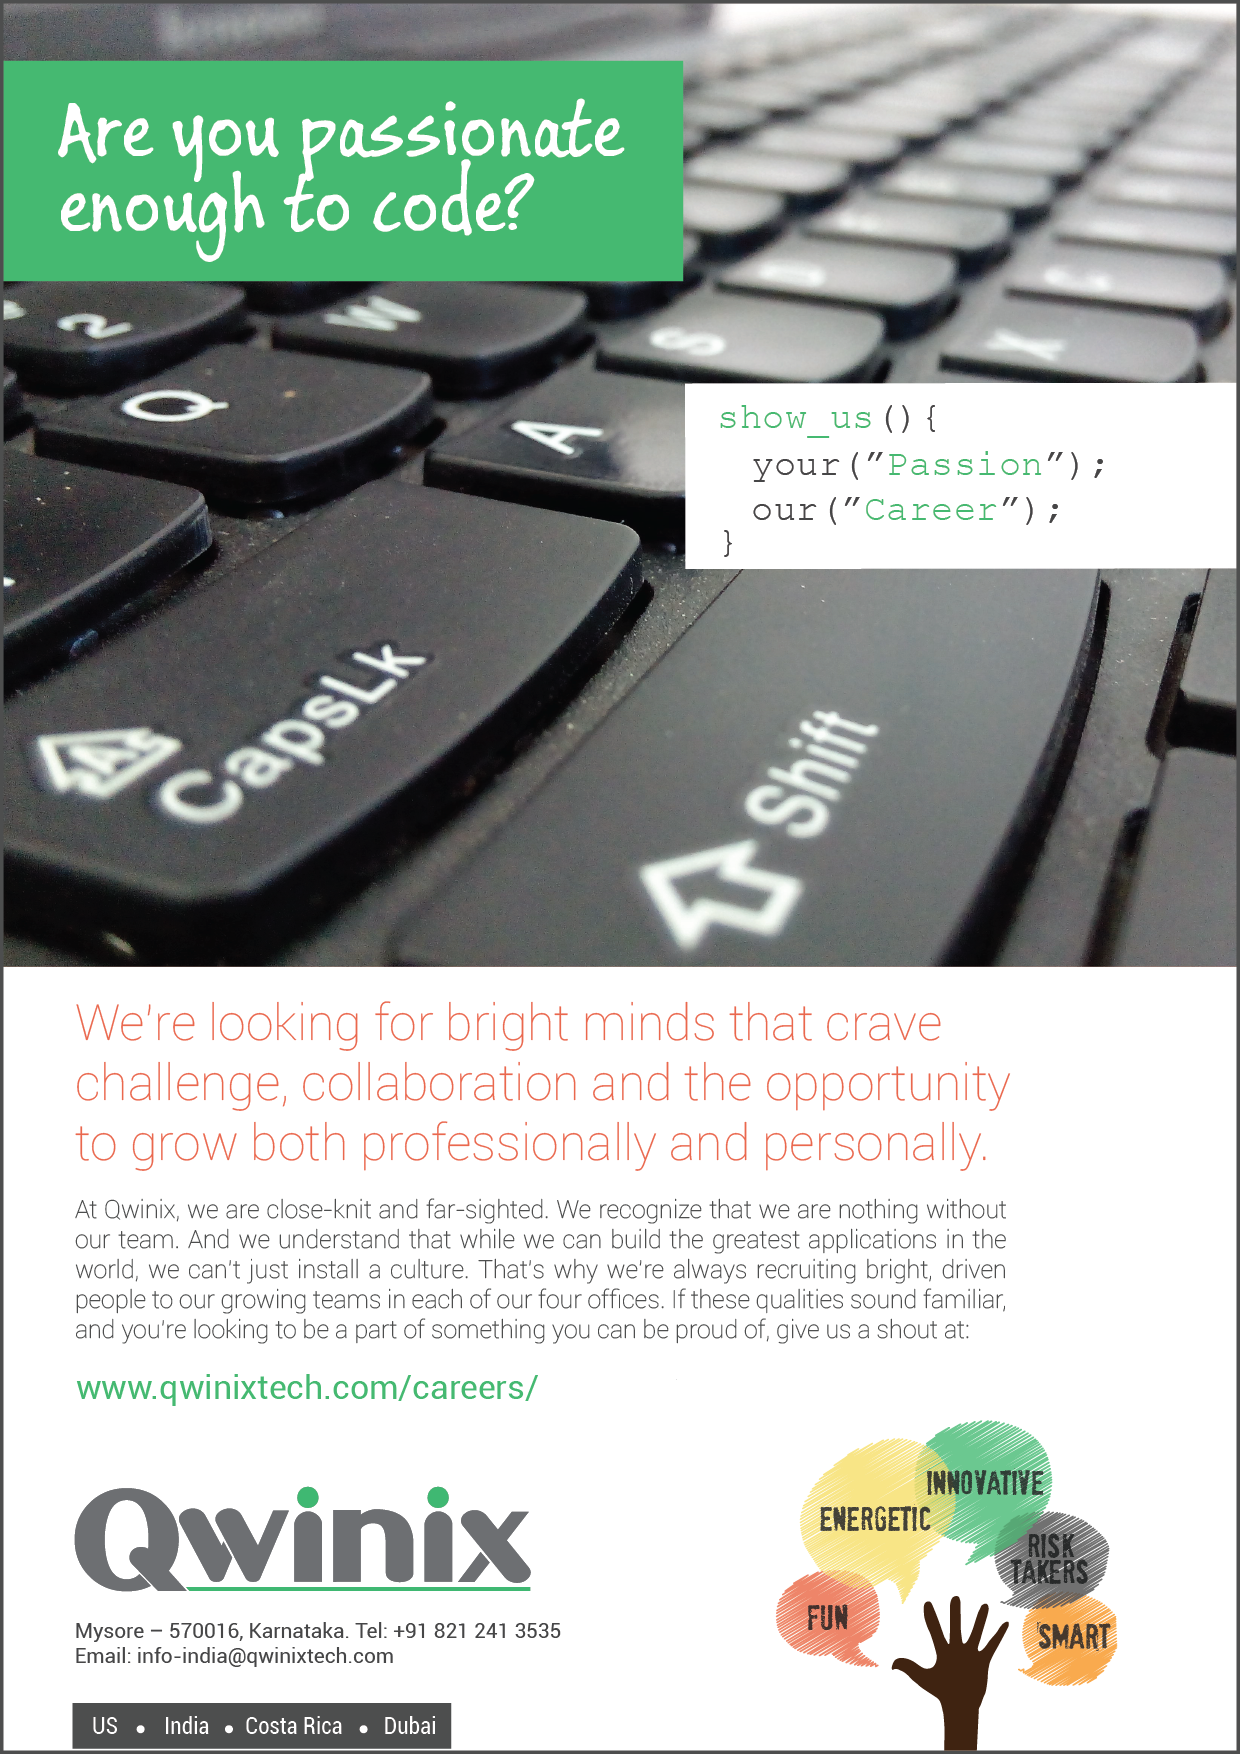 Are you passionate
enough to code?
2
W
S
X
Q
A
show_us(){
your("Passion");
our("Career");
}
A
CapsLk
Shift
We're looking for bright minds that crave
challenge, collaboration and the opportunity
to grow both professionally and personally.
At Qwinix, we are close-knit and far-sighted. We recognize that we are nothing without
our team. And we understand that while we can build the greatest applications in the
world, we can't just install a culture. That's why we're always recruiting bright, driven
people to our growing teams in each of our four offices. If these qualities sound familiar,
and you're looking to be a part of something you can be proud of, give us a shout at:
www.qwinixtech.com/careers/
INNOVATIVE
ENERGETIC
RISK
TAKERS
FUN
SMART
Qwinix
Mysore – 570016, Karnataka. Tel: +91 821 241 3535
Email: info-india@qwinixtech.com
US • India • Costa Rica • Dubai